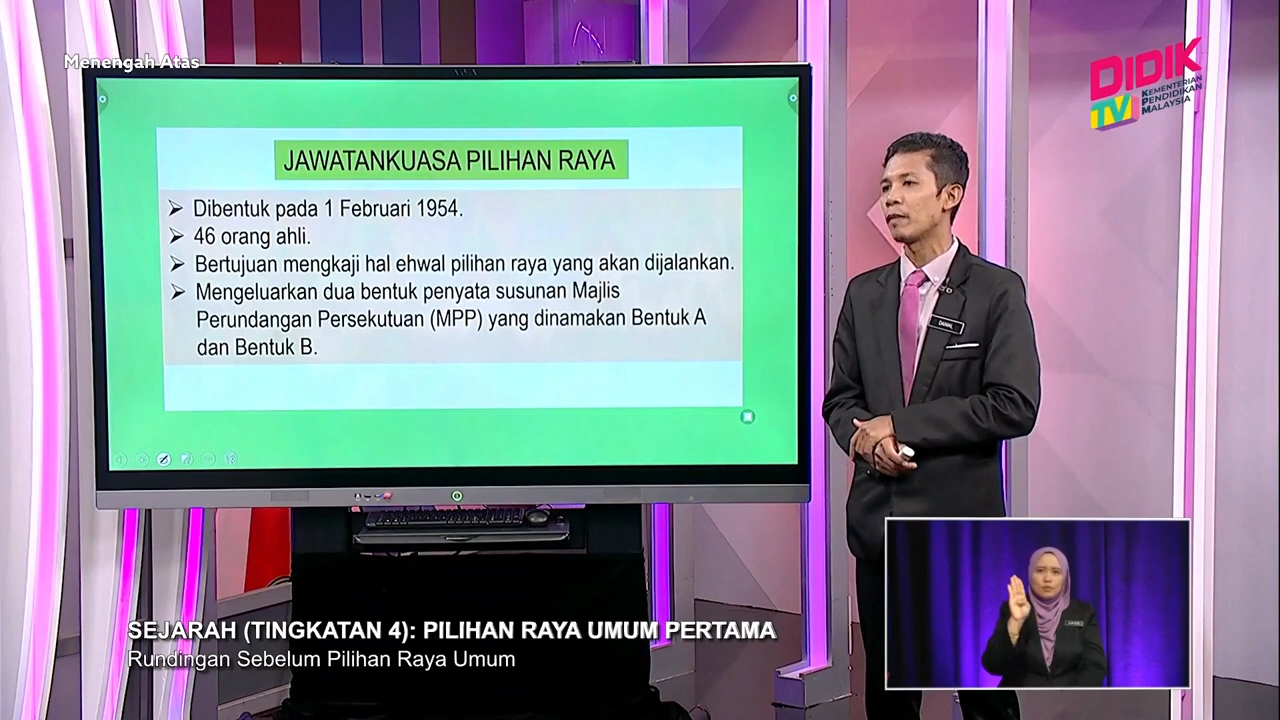 Menengah Atas
DIDIK
TV
KEMENTERIAN
PENDIDIKAN
MALAYSIA
JAWATANKUASA PILIHAN RAYA
➢ Dibentuk pada 1 Februari 1954.
➢ 46 orang ahli.
➢ Bertujuan mengkaji hal ehwal pilihan raya yang akan dijalankan.
➢ Mengeluarkan dua bentuk penyata susunan Majlis
Perundangan Persekutuan (MPP) yang dinamakan Bentuk A
dan Bentuk B.
DANIAL
SEJARAH (TINGKATAN 4): PILIHAN RAYA UMUM PERTAMA
Rundingan Sebelum Pilihan Raya Umum